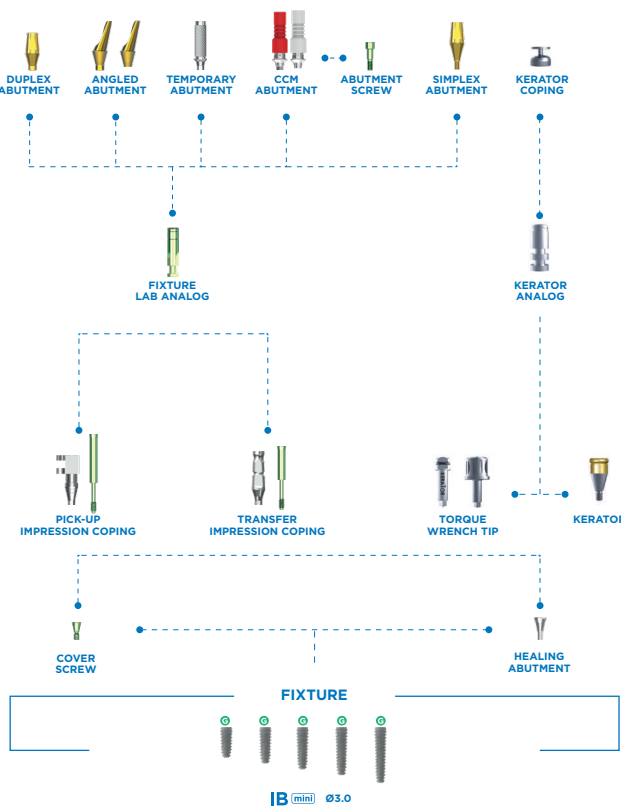 DUPLEX
ABUTMENT
ANGLED
ABUTMENT
TEMPORARY
ABUTMENT
CCM
ABUTMENT
ABUTMENT
SCREW
SIMPLEX
ABUTMENT
KERATOR
COPING
FIXTURE
LAB ANALOG
KERATOR
ANALOG
PICK-UP
IMPRESSION COPING
TRANSFER
IMPRESSION COPING
TORQUE
WRENCH TIP
KERATOR
COVER
SCREW
HEALING
ABUTMENT
FIXTURE
G G G G G
IB mini Ø3.0